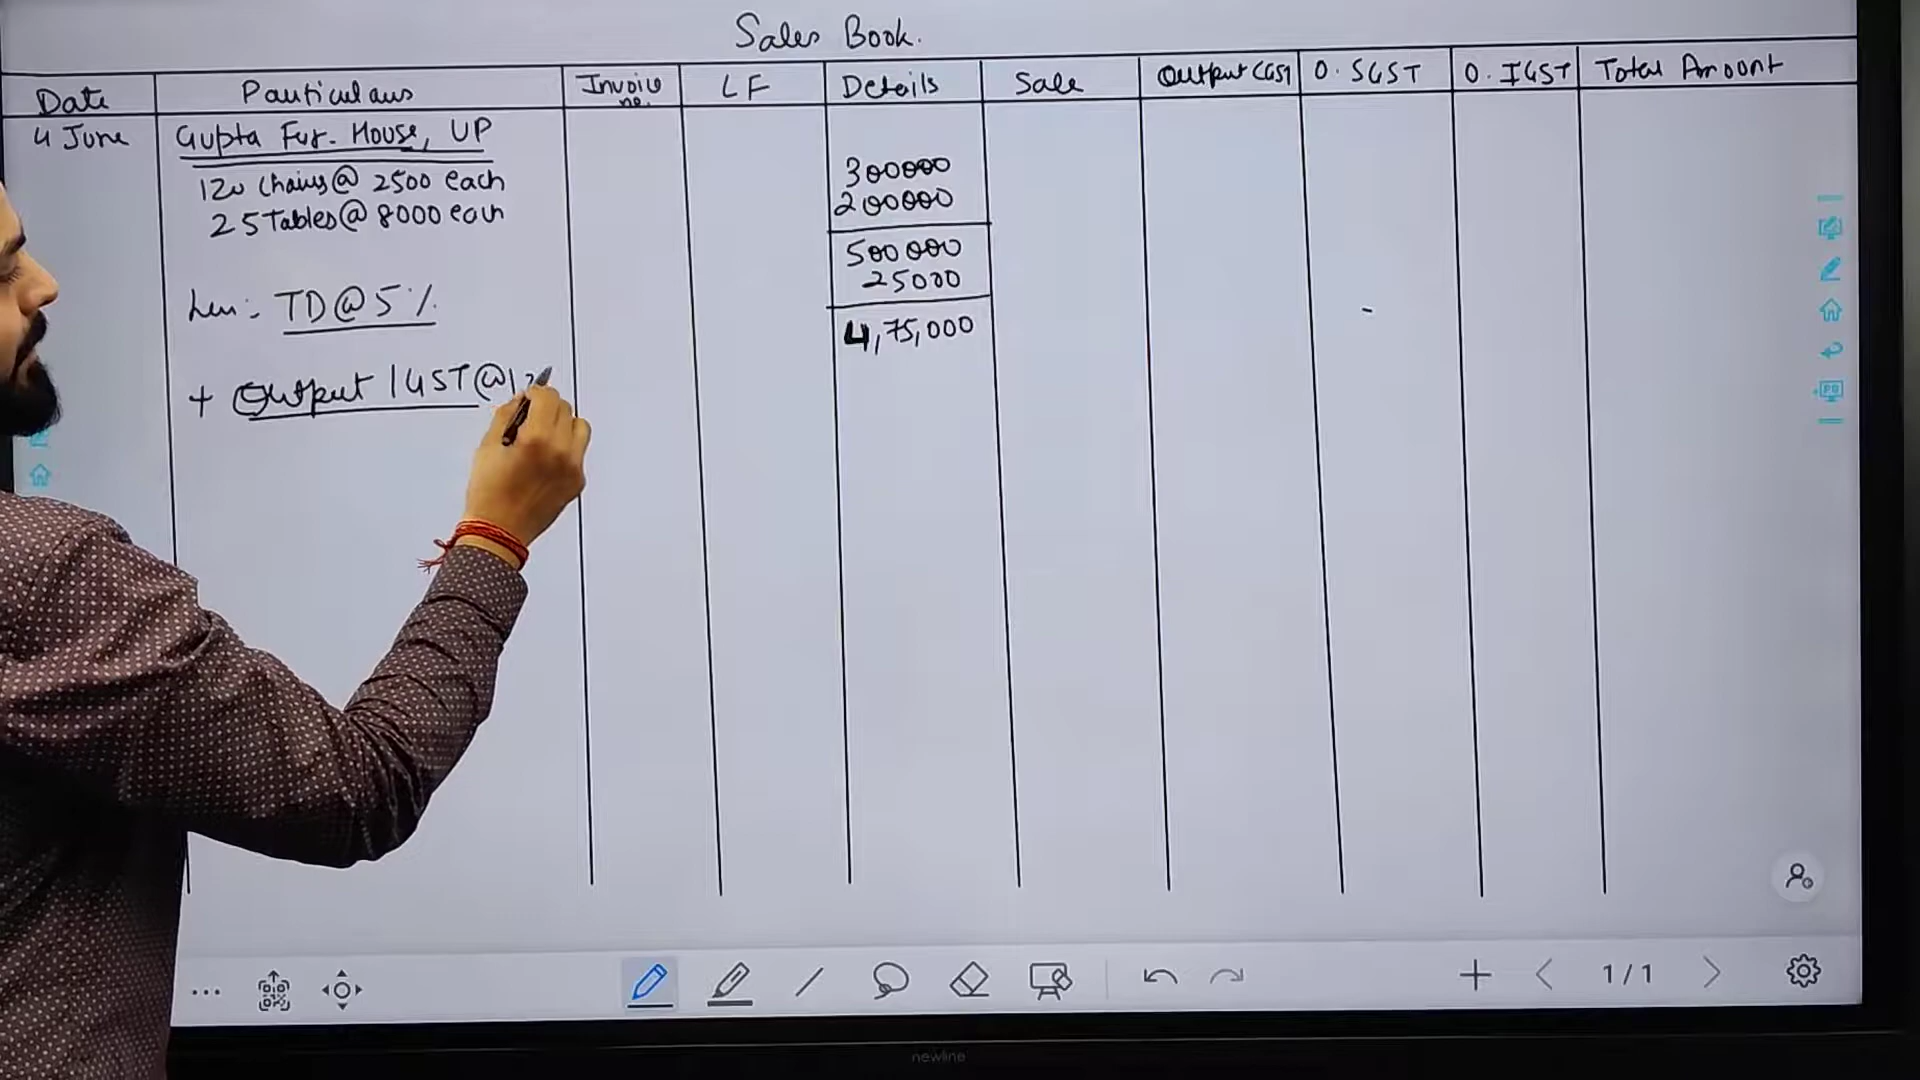 Sales Book.
Date Particulars Invoice no. LF Details Sale Output CGST O. SGST O. IGST Total Amount
4 June Gupta Fur. House, UP
120 Chairs @ 2500 each 300000
25 Tables @ 8000 each 200000
500000
25000
Less: TD @ 5%
4,75,000
+ Output IGST @ 12
1/1
newline